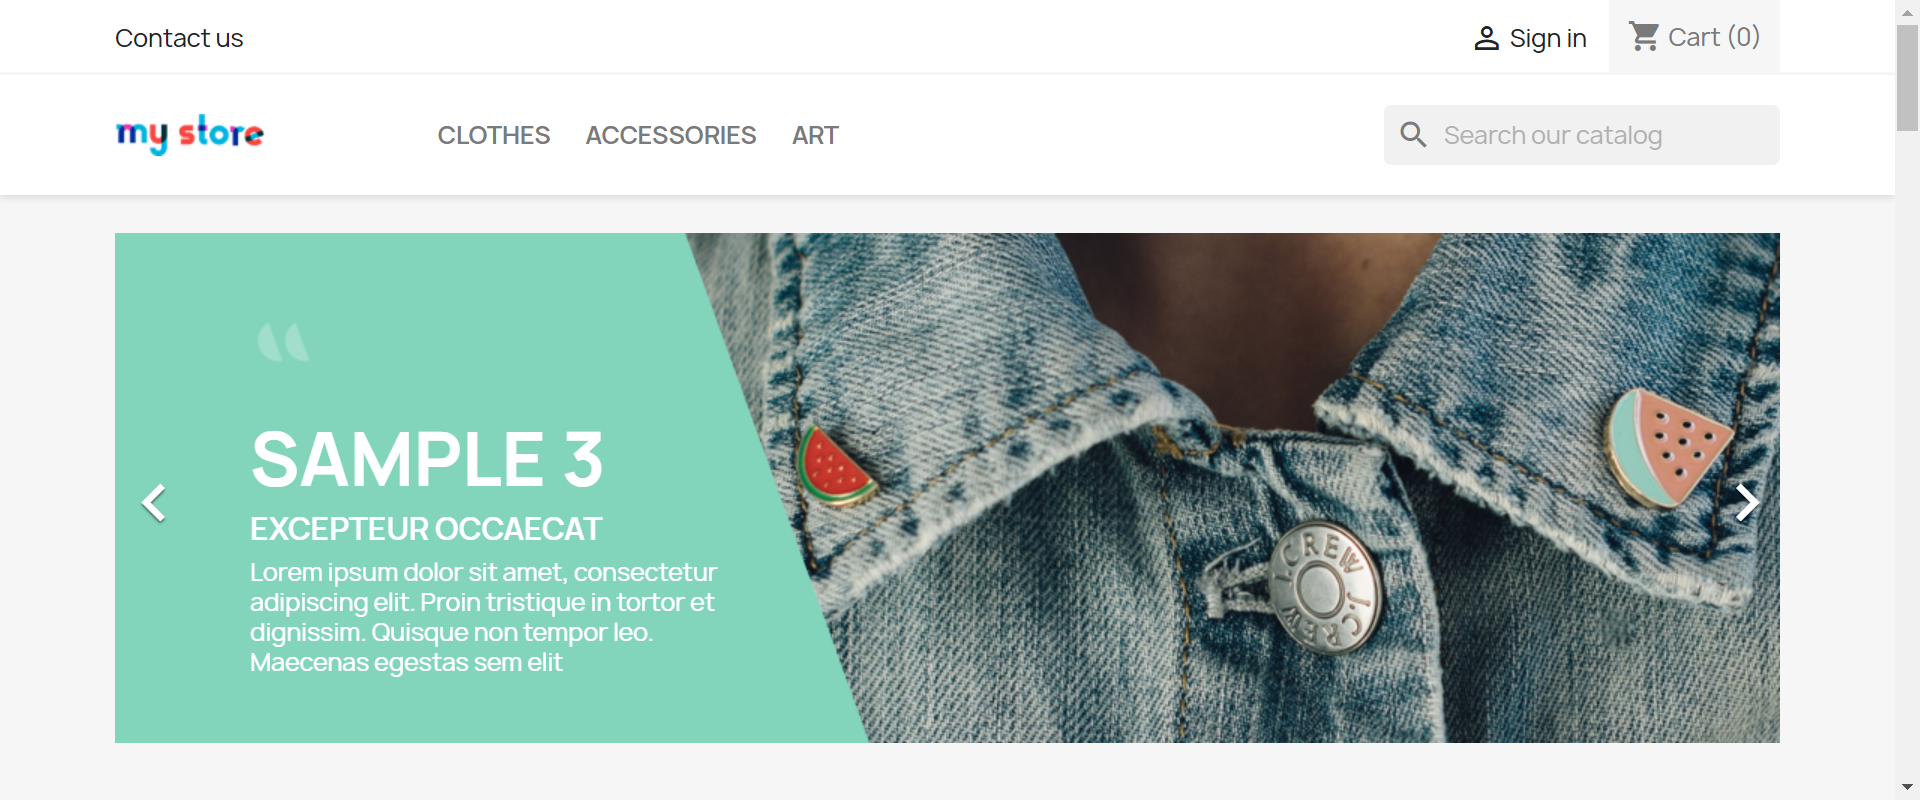 Contact us
Sign in
Cart (0)
my store
CLOTHES
ACCESSORIES
ART
Search our catalog
SAMPLE 3
EXCEPTEUR OCCAECAT
Lorem ipsum dolor sit amet, consectetur
adipiscing elit. Proin tristique in tortor et
dignissim. Quisque non tempor leo.
Maecenas egestas sem elit
J.CREW J.CREW